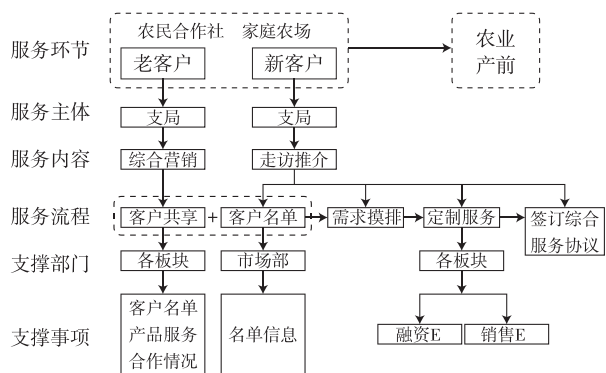 农民合作社 家庭农场
服务环节 老客户 新客户
农业
产前
服务主体 支局 支局
服务内容 综合营销 走访推介
服务流程 客户共享 + 客户名单 需求摸排 定制服务
签订综合
服务协议
支撑部门 各板块 市场部 各板块
支撑事项
客户名单
产品服务
合作情况
名单信息
融资E 销售E